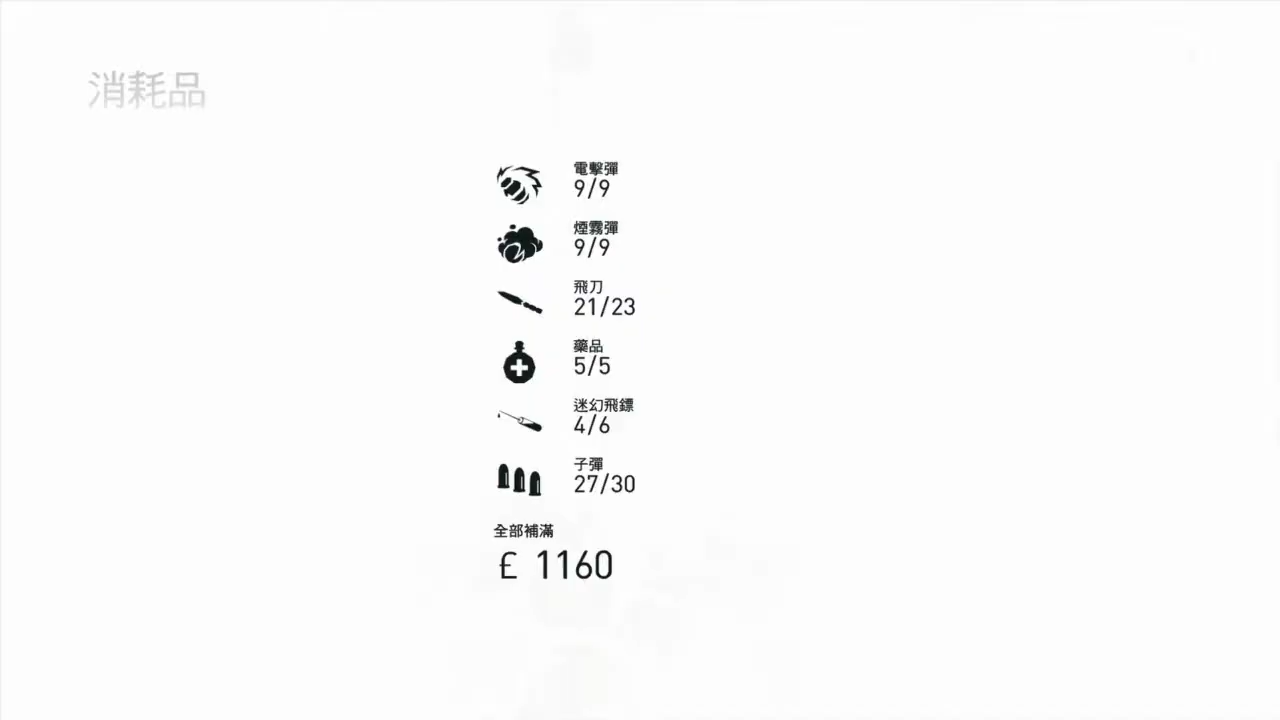 消耗品
電擊彈
9/9
煙霧彈
9/9
飛刀
21/23
藥品
5/5
迷幻飛鏢
4/6
子彈
27/30
全部補滿
£ 1160